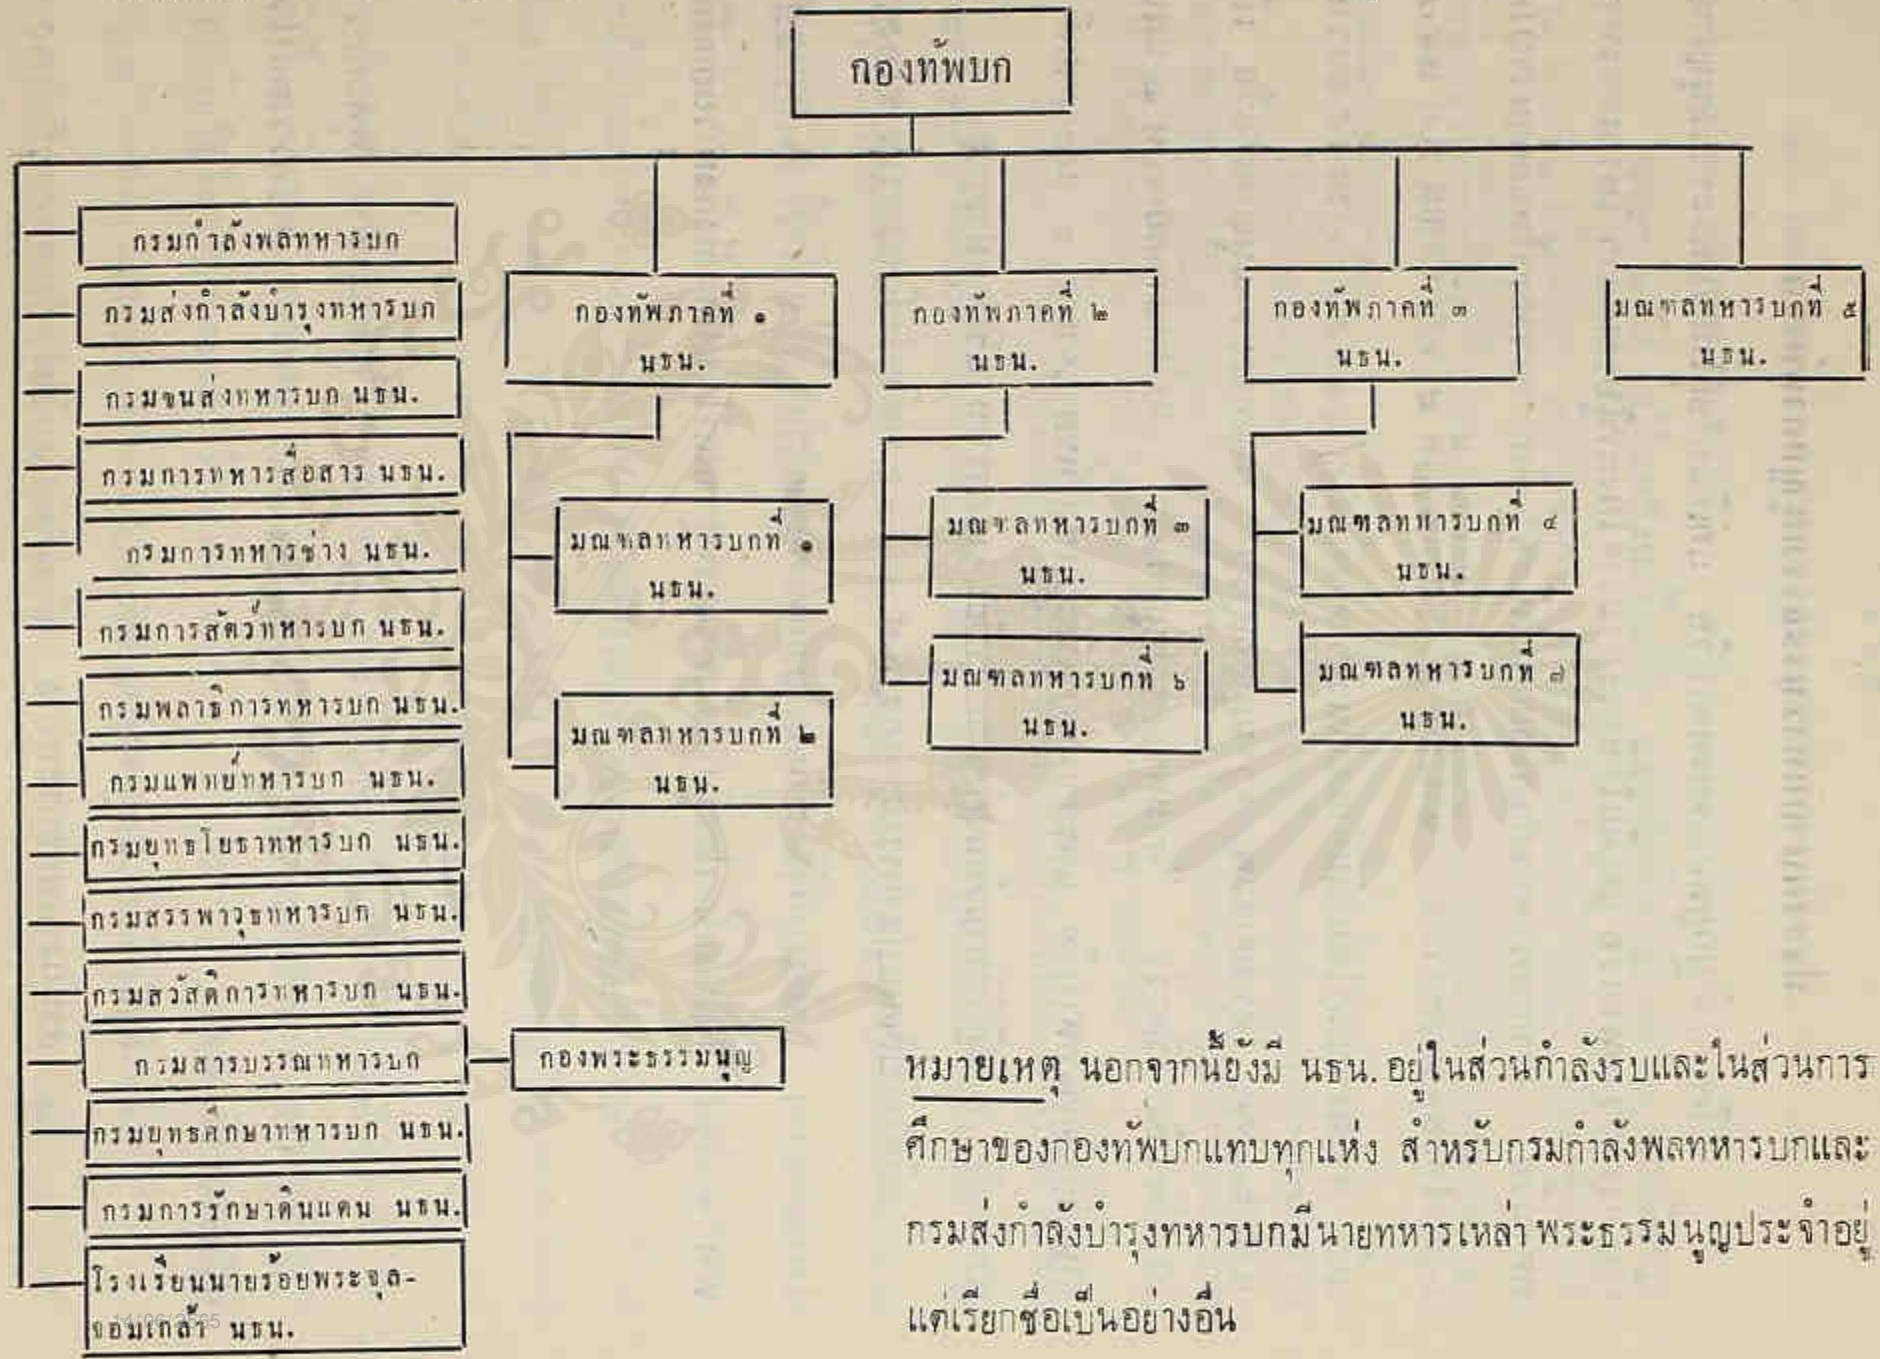 กองทัพบก
กรมกำลังพลทหารบก
กรมส่งกำลังบำรุงทหารบก
กรมขนส่งทหารบก นธน.
กรมการทหารสื่อสาร นธน.
กรมการทหารช่าง นธน.
กรมการสัตว์ทหารบก นธน.
กรมพลาธิการทหารบก นธน.
กรมแพทย์ทหารบก นธน.
กรมยุทธโยธาทหารบก นธน.
กรมสรรพาวุธทหารบก นธน.
กรมสวัสดิการทหารบก นธน.
กรมสารบรรณทหารบก
กองพระธรรมนูญ
กรมยุทธศึกษาทหารบก นธน.
กรมการรักษาดินแดน นธน.
โรงเรียนนายร้อยพระจุล-
จอมเกล้า นธน.
กองทัพภาคที่ ๑
นธน.
มณฑลทหารบกที่ ๑
นธน.
มณฑลทหารบกที่ ๒
นธน.
กองทัพภาคที่ ๒
นธน.
มณฑลทหารบกที่ ๓
นธน.
มณฑลทหารบกที่ ๖
นธน.
กองทัพภาคที่ ๓
นธน.
มณฑลทหารบกที่ ๔
นธน.
มณฑลทหารบกที่ ๗
นธน.
มณฑลทหารบกที่ ๕
นธน.
หมายเหตุ นอกจากนี้ยังมี นธน. อยู่ในส่วนกำลังรบและในส่วนการ
ศึกษาของกองทัพบกแทบทุกแห่ง สำหรับกรมกำลังพลทหารบกและ
กรมส่งกำลังบำรุงทหารบกมีนายทหารเหล่าพระธรรมนูญประจำอยู่
แต่เรียกชื่อเป็นอย่างอื่น